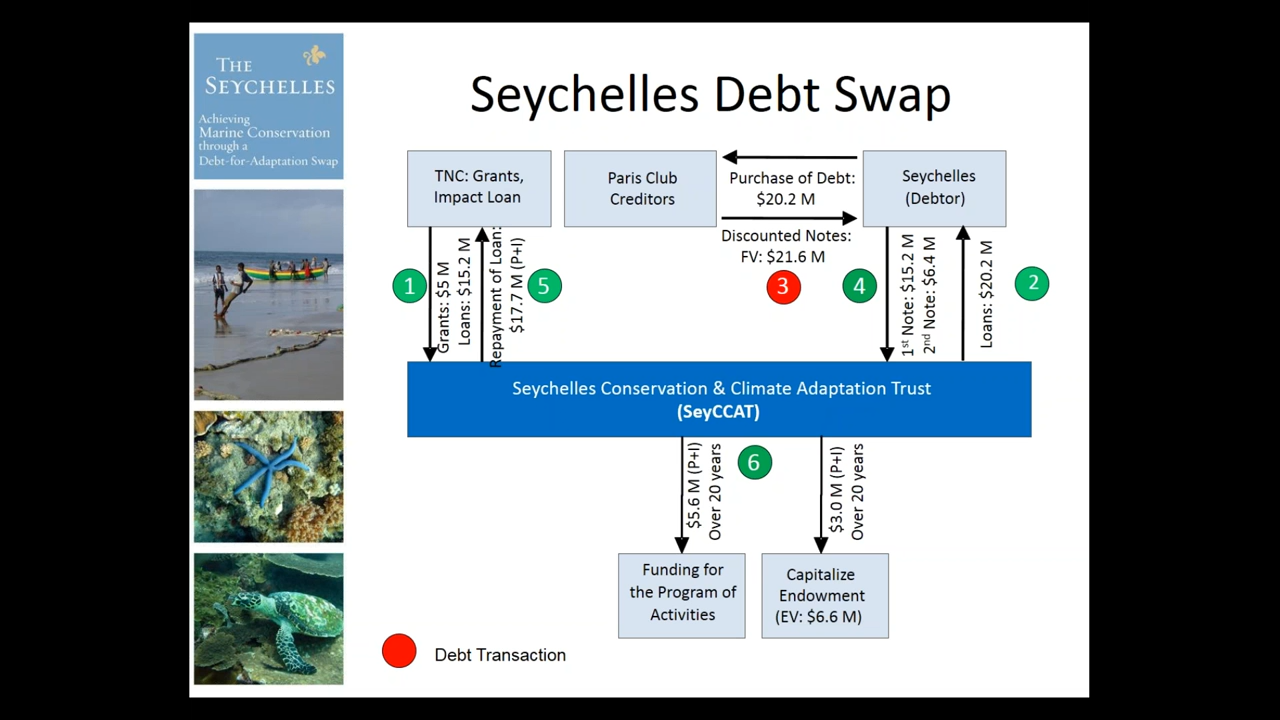 THE
SEYCHELLES
Achieving
Marine Conservation
through a
Debt-for-Adaptation Swap
Seychelles Debt Swap
TNC: Grants,
Impact Loan
Paris Club
Creditors
Purchase of Debt:
$20.2 M
Discounted Notes:
FV: $21.6 M
Seychelles
(Debtor)
1
Grants: $5 M
Loans: $15.2 M
Repayment of Loan:
$17.7 M (P+I)
5
3
4
1st Note: $15.2 M
2nd Note: $6.4 M
Loans: $20.2 M
2
Seychelles Conservation & Climate Adaptation Trust
(SeyCCAT)
$5.6 M (P+I)
Over 20 years
6
$3.0 M (P+I)
Over 20 years
Funding for
the Program of
Activities
Capitalize
Endowment
(EV: $6.6 M)
Debt Transaction